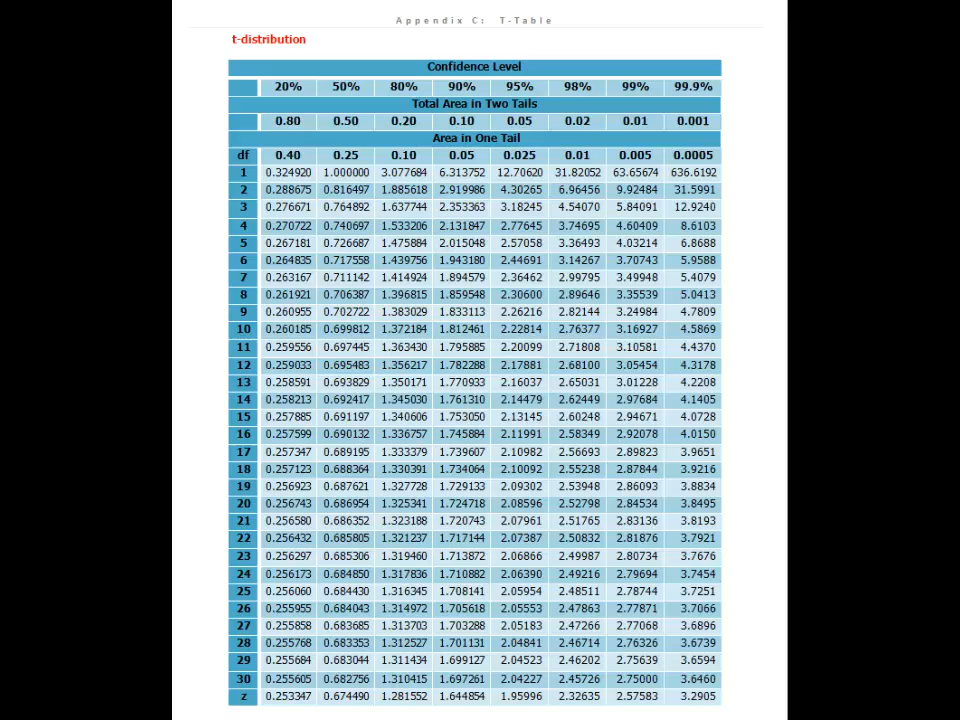 Appendix C: T-Table
t-distribution
Confidence Level
20% 50% 80% 90% 95% 98% 99% 99.9%
Total Area in Two Tails
0.80 0.50 0.20 0.10 0.05 0.02 0.01 0.001
Area in One Tail
df 0.40 0.25 0.10 0.05 0.025 0.01 0.005 0.0005
1 0.324920 1.000000 3.077684 6.313752 12.70620 31.82052 63.65674 636.6192
2 0.288675 0.816497 1.885618 2.919986 4.30265 6.96456 9.92484 31.5991
3 0.276671 0.764892 1.637744 2.353363 3.18245 4.54070 5.84091 12.9240
4 0.270722 0.740697 1.533206 2.131847 2.77645 3.74695 4.60409 8.6103
5 0.267181 0.726687 1.475884 2.015048 2.57058 3.36493 4.03214 6.8688
6 0.264835 0.717558 1.439756 1.943180 2.44691 3.14267 3.70743 5.9588
7 0.263167 0.711142 1.414924 1.894579 2.36462 2.99795 3.49948 5.4079
8 0.261921 0.706387 1.396815 1.859548 2.30600 2.89646 3.35539 5.0413
9 0.260955 0.702722 1.383029 1.833113 2.26216 2.82144 3.24984 4.7809
10 0.260185 0.699812 1.372184 1.812461 2.22814 2.76377 3.16927 4.5869
11 0.259556 0.697445 1.363430 1.795885 2.20099 2.71808 3.10581 4.4370
12 0.259033 0.695483 1.356217 1.782288 2.17881 2.68100 3.05454 4.3178
13 0.258591 0.693829 1.350171 1.770933 2.16037 2.65031 3.01228 4.2208
14 0.258213 0.692417 1.345030 1.761310 2.14479 2.62449 2.97684 4.1405
15 0.257885 0.691197 1.340606 1.753050 2.13145 2.60248 2.94671 4.0728
16 0.257599 0.690132 1.336757 1.745884 2.11991 2.58349 2.92078 4.0150
17 0.257347 0.689195 1.333379 1.739607 2.10982 2.56693 2.89823 3.9651
18 0.257123 0.688364 1.330391 1.734064 2.10092 2.55238 2.87844 3.9216
19 0.256923 0.687621 1.327728 1.729133 2.09302 2.53948 2.86093 3.8834
20 0.256743 0.686954 1.325341 1.724718 2.08596 2.52798 2.84534 3.8495
21 0.256580 0.686352 1.323188 1.720743 2.07961 2.51765 2.83136 3.8193
22 0.256432 0.685805 1.321237 1.717144 2.07387 2.50832 2.81876 3.7921
23 0.256297 0.685306 1.319460 1.713872 2.06866 2.49987 2.80734 3.7676
24 0.256173 0.684850 1.317836 1.710882 2.06390 2.49216 2.79694 3.7454
25 0.256060 0.684430 1.316345 1.708141 2.05954 2.48511 2.78744 3.7251
26 0.255955 0.684043 1.314972 1.705618 2.05553 2.47863 2.77871 3.7066
27 0.255858 0.683685 1.313703 1.703288 2.05183 2.47266 2.77068 3.6896
28 0.255768 0.683353 1.312527 1.701131 2.04841 2.46714 2.76326 3.6739
29 0.255684 0.683044 1.311434 1.699127 2.04523 2.46202 2.75639 3.6594
30 0.255605 0.682756 1.310415 1.697261 2.04227 2.45726 2.75000 3.6460
z 0.253347 0.674490 1.281552 1.644854 1.95996 2.32635 2.57583 3.2905